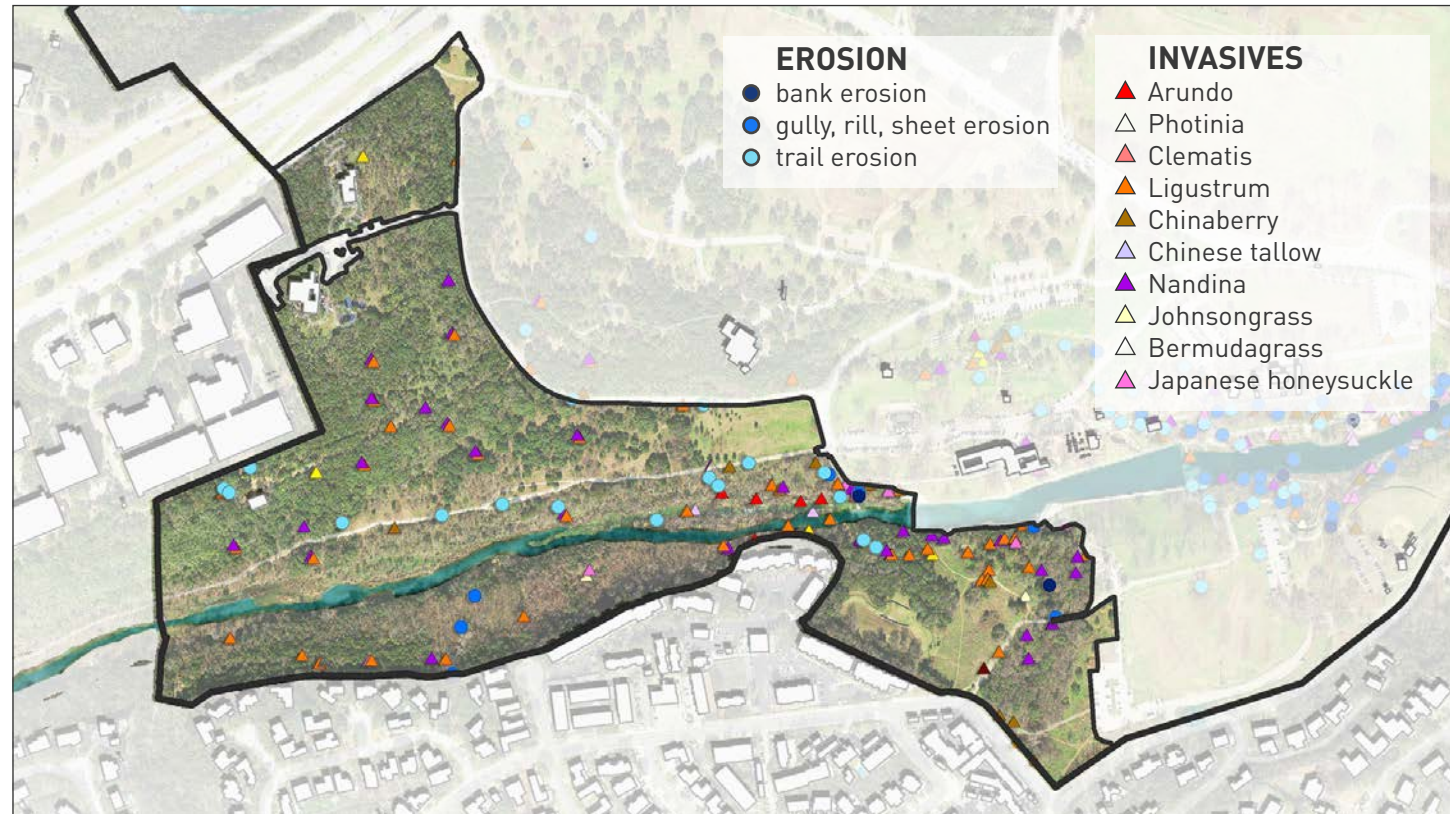 EROSION
bank erosion
gully, rill, sheet erosion
trail erosion
INVASIVES
Arundo
Photinia
Clematis
Ligustrum
Chinaberry
Chinese tallow
Nandina
Johnsongrass
Bermudagrass
Japanese honeysuckle